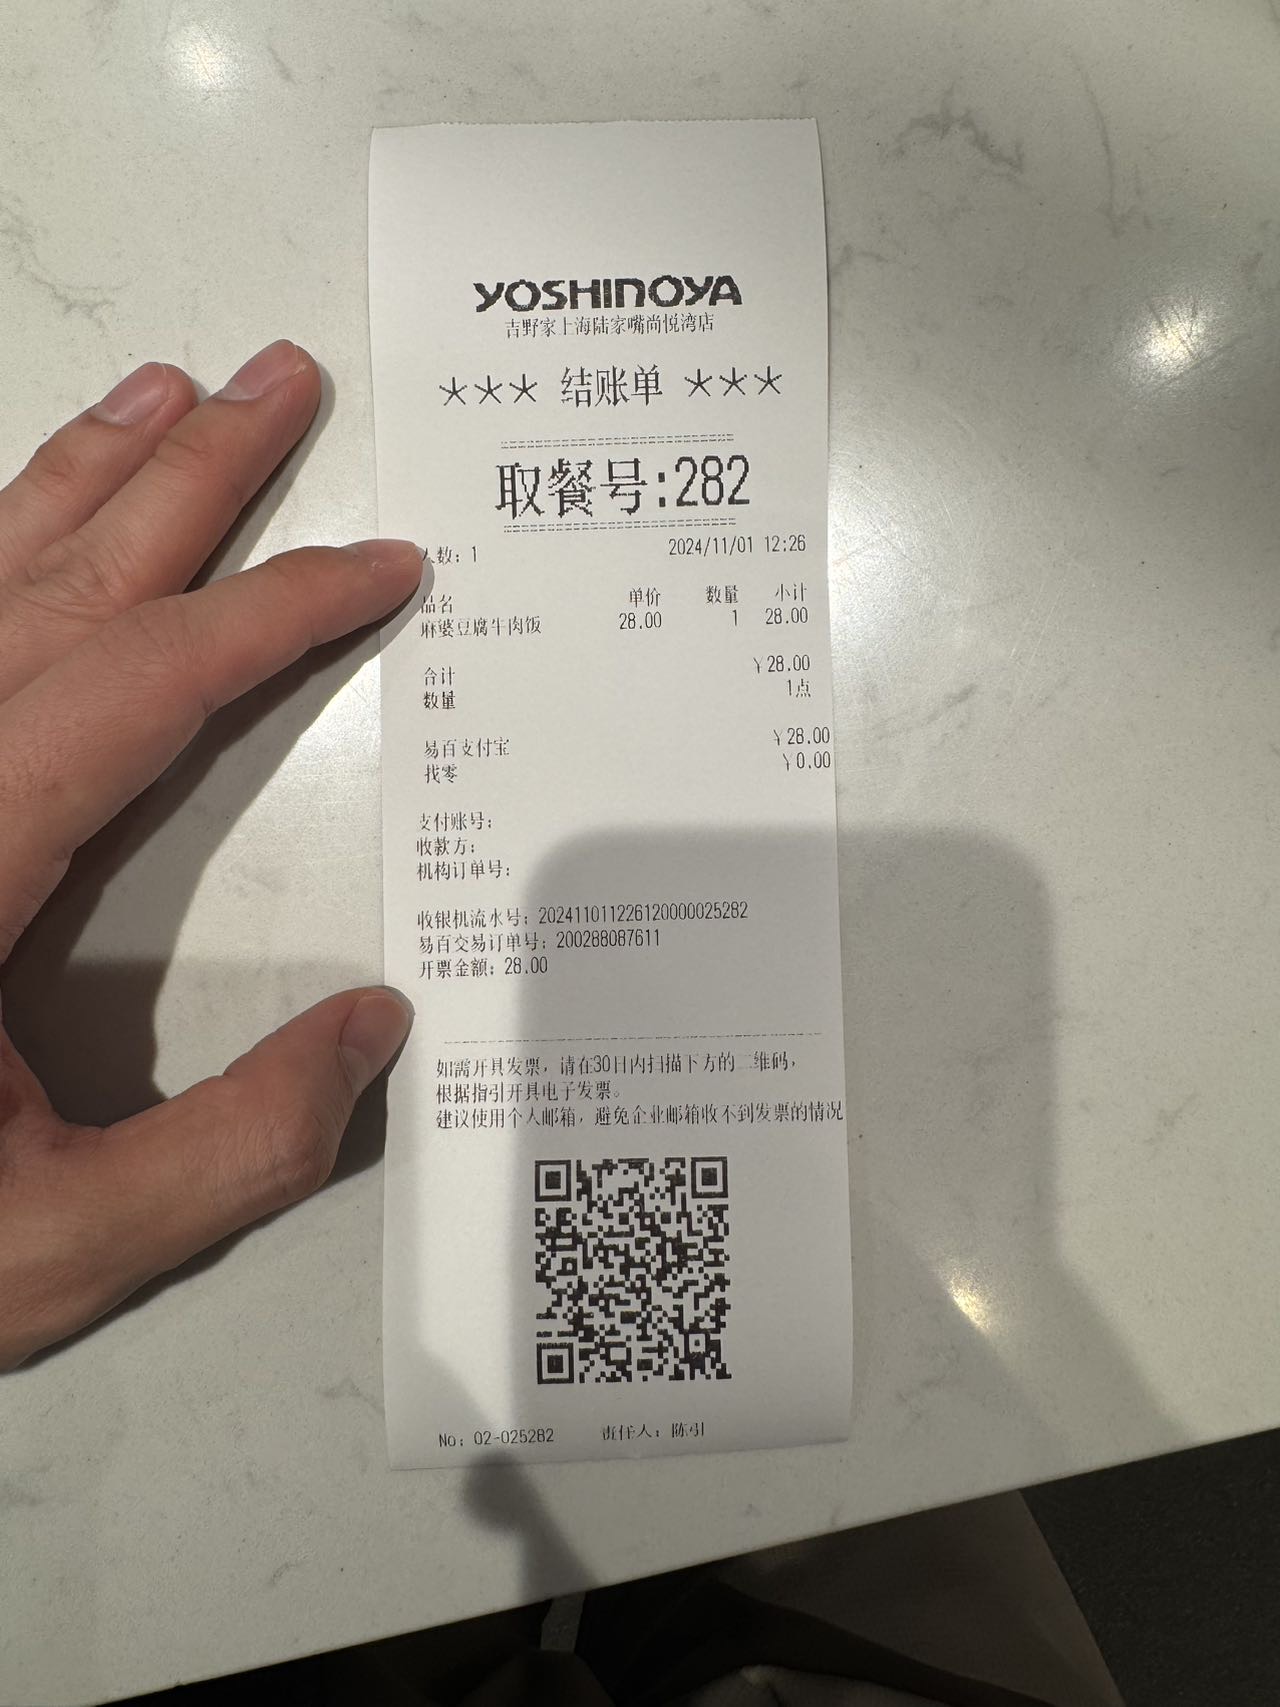 YOSHINOYA
吉野家上海陆家嘴尚悦湾店
*** 结账单 ***
取餐号:282
人数: 1 2024/11/01 12:26
品名 单价 数量 小计
麻婆豆腐牛肉饭 28.00 1 28.00
合计 ¥28.00
数量 1点
易百支付宝 ¥28.00
找零 ¥0.00
支付账号:
收款方:
机构订单号:
收银机流水号: 202411011226120000025282
易百交易订单号: 200288087611
开票金额: 28.00
如需开具发票, 请在30日内扫描下方的二维码,
根据指引开具电子发票。
建议使用个人邮箱, 避免企业邮箱收不到发票的情况
No: 02-025282 责任人: 陈引